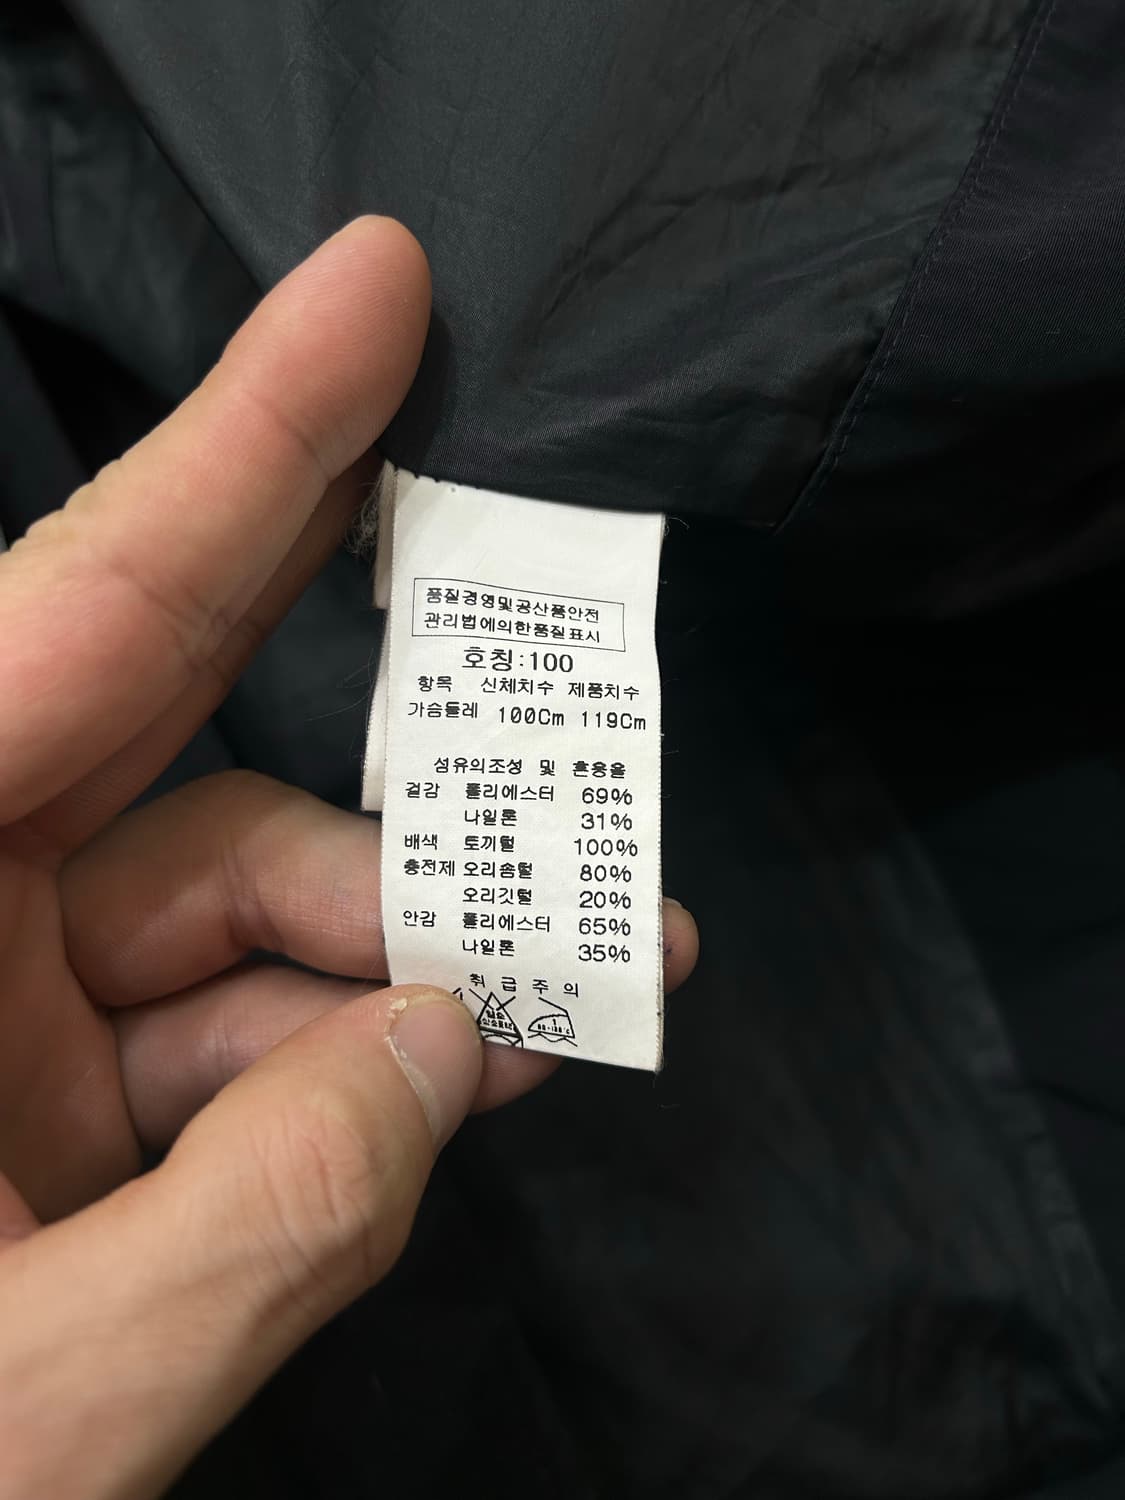 품질경영및공산품안전
관리법에의한품질표시
호칭:100
항목 신체치수 제품치수
가슴둘레 100Cm 119Cm
섬유의조성 및 혼용율
겉감 폴리에스터 69%
나일론 31%
배색 토끼털 100%
충전제 오리솜털 80%
오리깃털 20%
안감 폴리에스터 65%
나일론 35%
취급주의